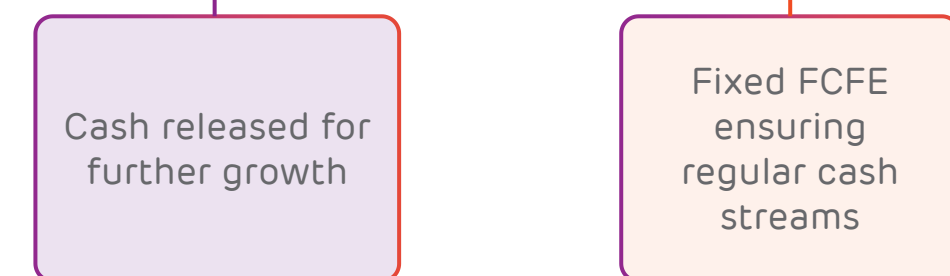 Cash released for
further growth
Fixed FCFE
ensuring
regular cash
streams